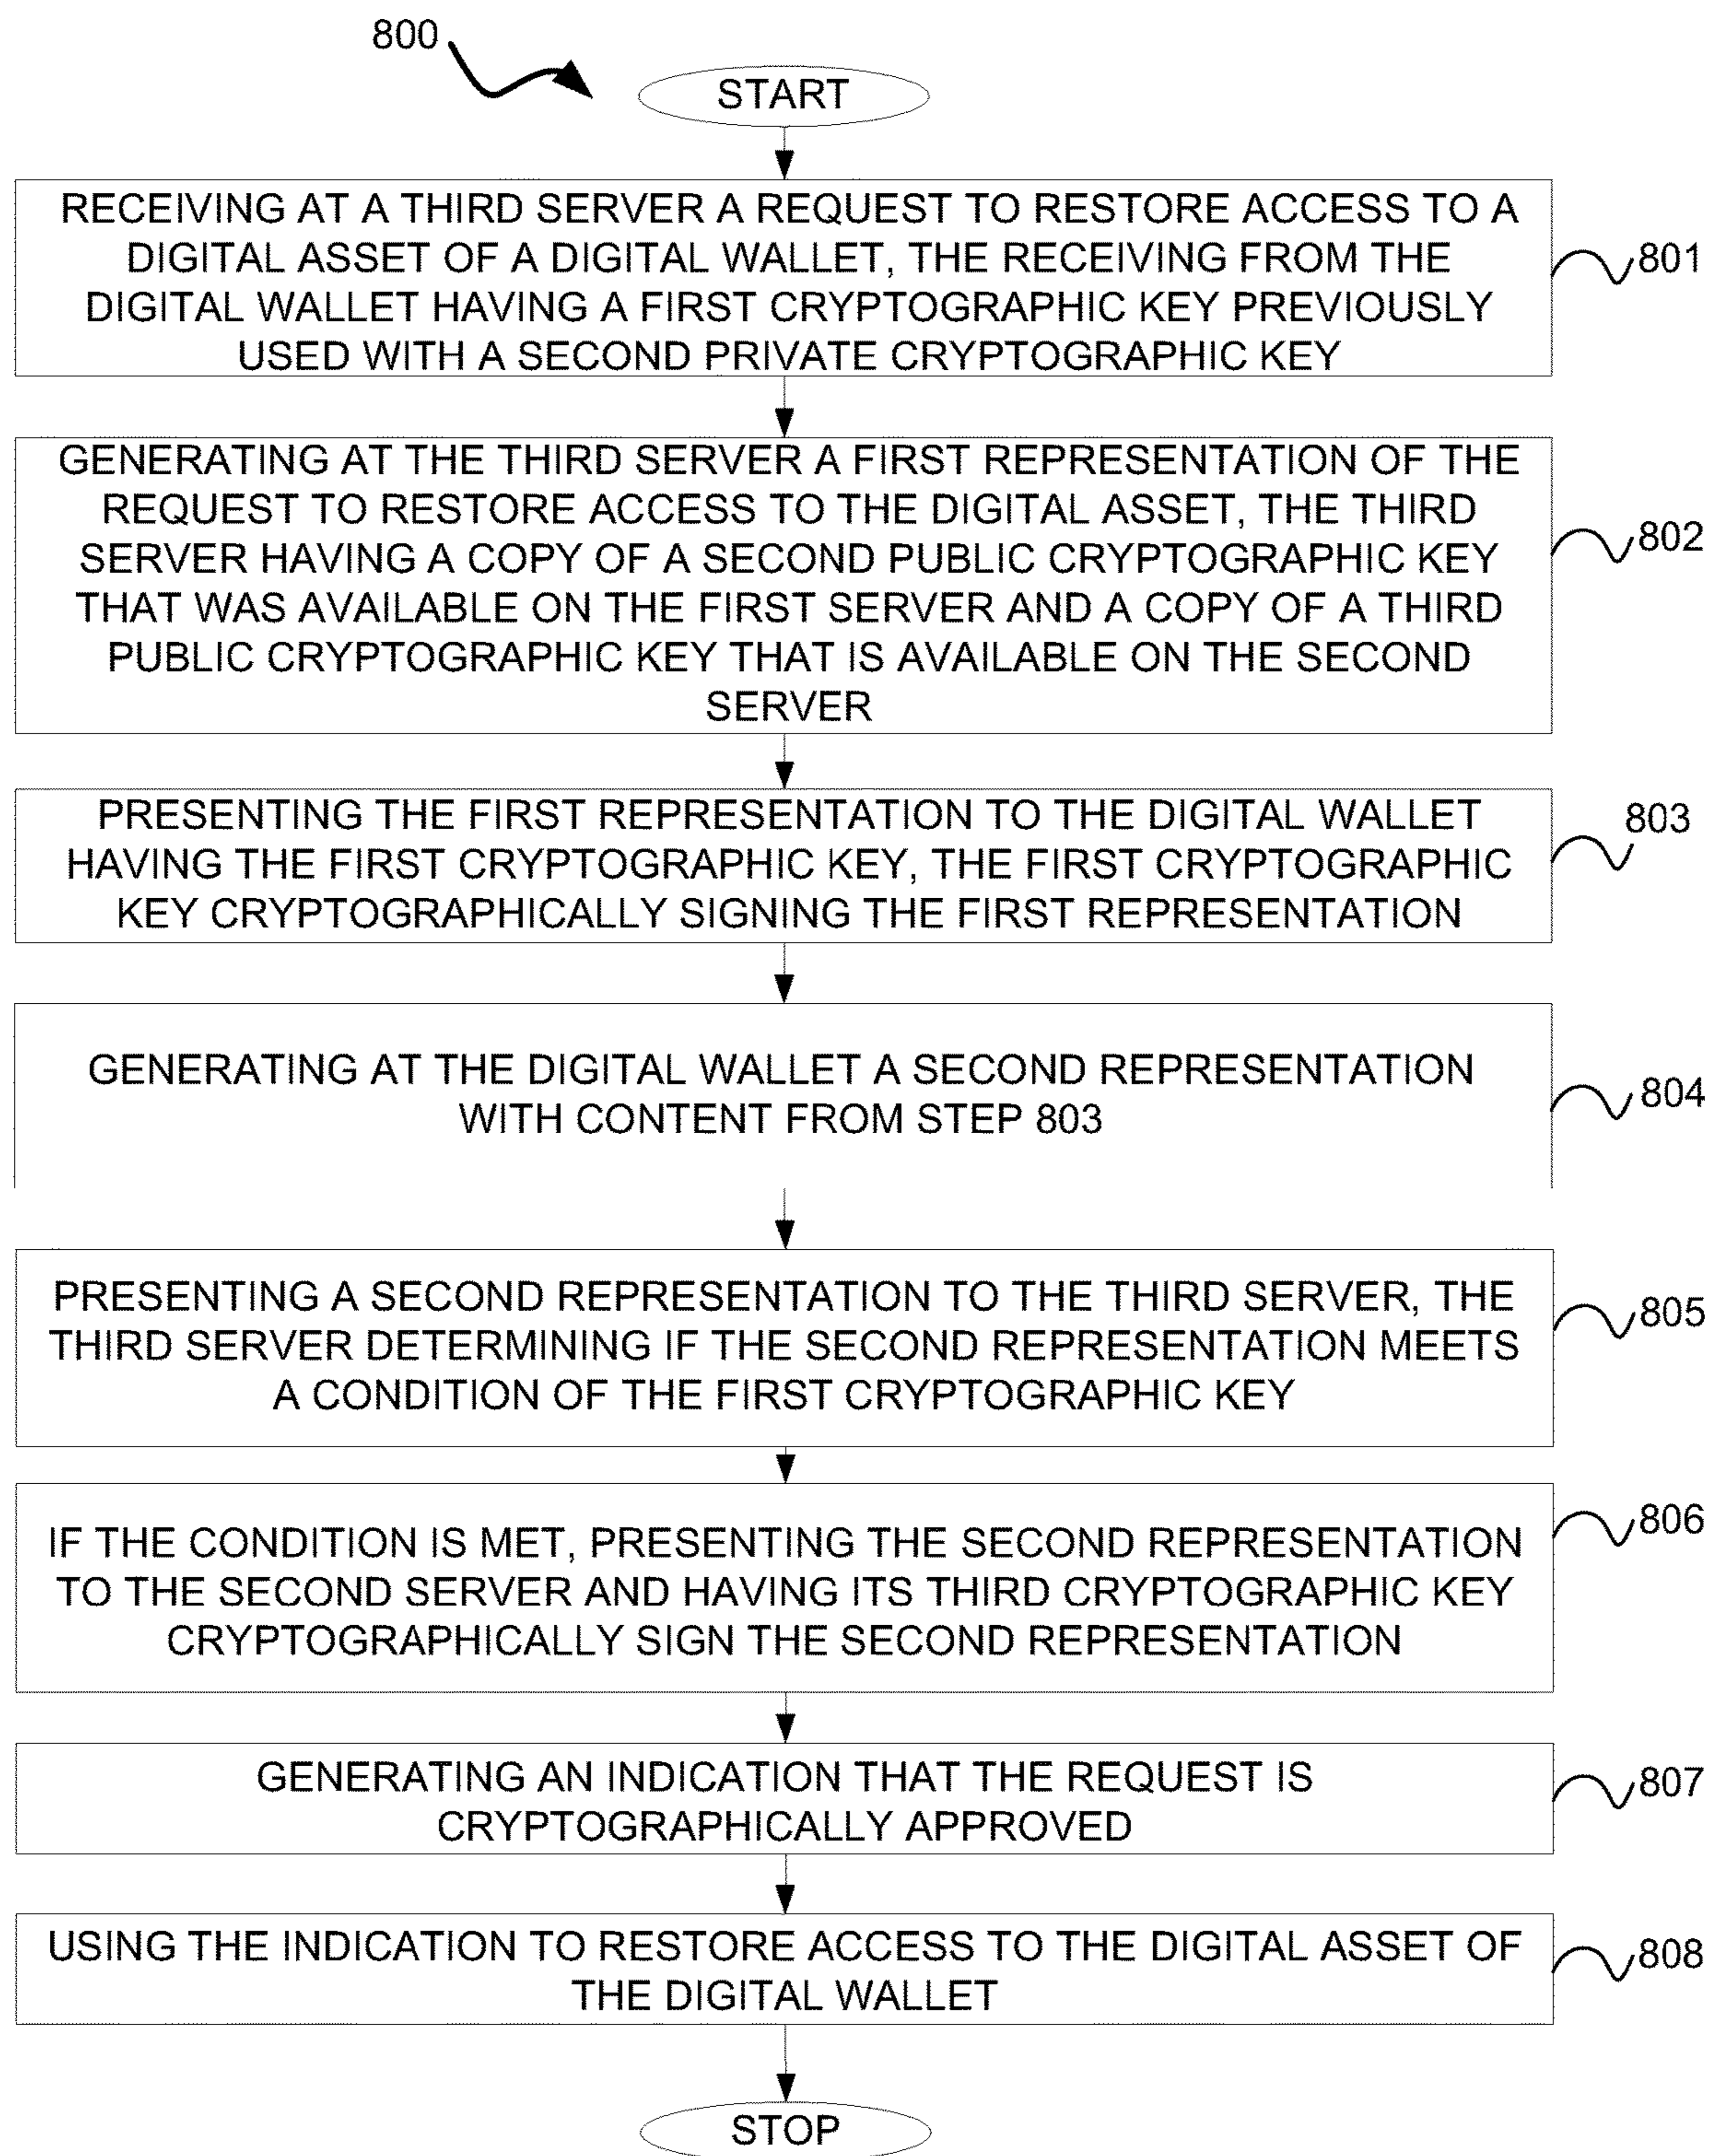 800
START
RECEIVING AT A THIRD SERVER A REQUEST TO RESTORE ACCESS TO A
DIGITAL ASSET OF A DIGITAL WALLET, THE RECEIVING FROM THE
DIGITAL WALLET HAVING A FIRST CRYPTOGRAPHIC KEY PREVIOUSLY
USED WITH A SECOND PRIVATE CRYPTOGRAPHIC KEY
801
GENERATING AT THE THIRD SERVER A FIRST REPRESENTATION OF THE
REQUEST TO RESTORE ACCESS TO THE DIGITAL ASSET, THE THIRD
SERVER HAVING A COPY OF A SECOND PUBLIC CRYPTOGRAPHIC KEY
THAT WAS AVAILABLE ON THE FIRST SERVER AND A COPY OF A THIRD
PUBLIC CRYPTOGRAPHIC KEY THAT IS AVAILABLE ON THE SECOND
SERVER
802
PRESENTING THE FIRST REPRESENTATION TO THE DIGITAL WALLET
HAVING THE FIRST CRYPTOGRAPHIC KEY, THE FIRST CRYPTOGRAPHIC
KEY CRYPTOGRAPHICALLY SIGNING THE FIRST REPRESENTATION
803
GENERATING AT THE DIGITAL WALLET A SECOND REPRESENTATION
WITH CONTENT FROM STEP 803
804
PRESENTING A SECOND REPRESENTATION TO THE THIRD SERVER, THE
THIRD SERVER DETERMINING IF THE SECOND REPRESENTATION MEETS
A CONDITION OF THE FIRST CRYPTOGRAPHIC KEY
805
IF THE CONDITION IS MET, PRESENTING THE SECOND REPRESENTATION
TO THE SECOND SERVER AND HAVING ITS THIRD CRYPTOGRAPHIC KEY
CRYPTOGRAPHICALLY SIGN THE SECOND REPRESENTATION
806
GENERATING AN INDICATION THAT THE REQUEST IS
CRYPTOGRAPHICALLY APPROVED
807
USING THE INDICATION TO RESTORE ACCESS TO THE DIGITAL ASSET OF
THE DIGITAL WALLET
808
STOP